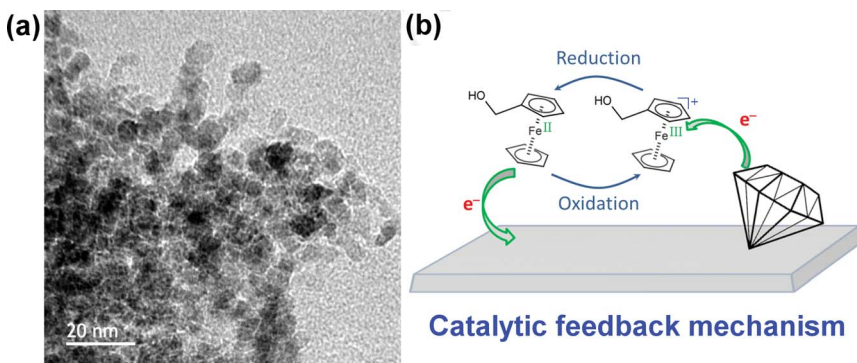 (a)
20 nm
(b)
Reduction
HO
Fe II
HO
+
Fe III
e⁻
e⁻
Oxidation
Catalytic feedback mechanism